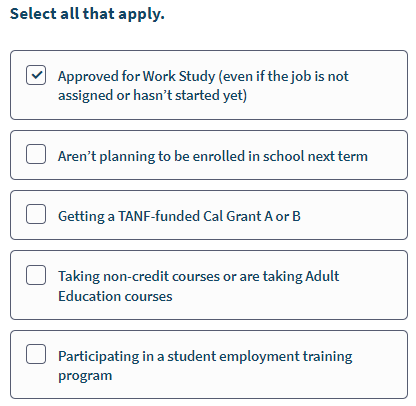 Select all that apply.
Approved for Work Study (even if the job is not
assigned or hasn’t started yet)
Aren’t planning to be enrolled in school next term
Getting a TANF-funded Cal Grant A or B
Taking non-credit courses or are taking Adult
Education courses
Participating in a student employment training
program